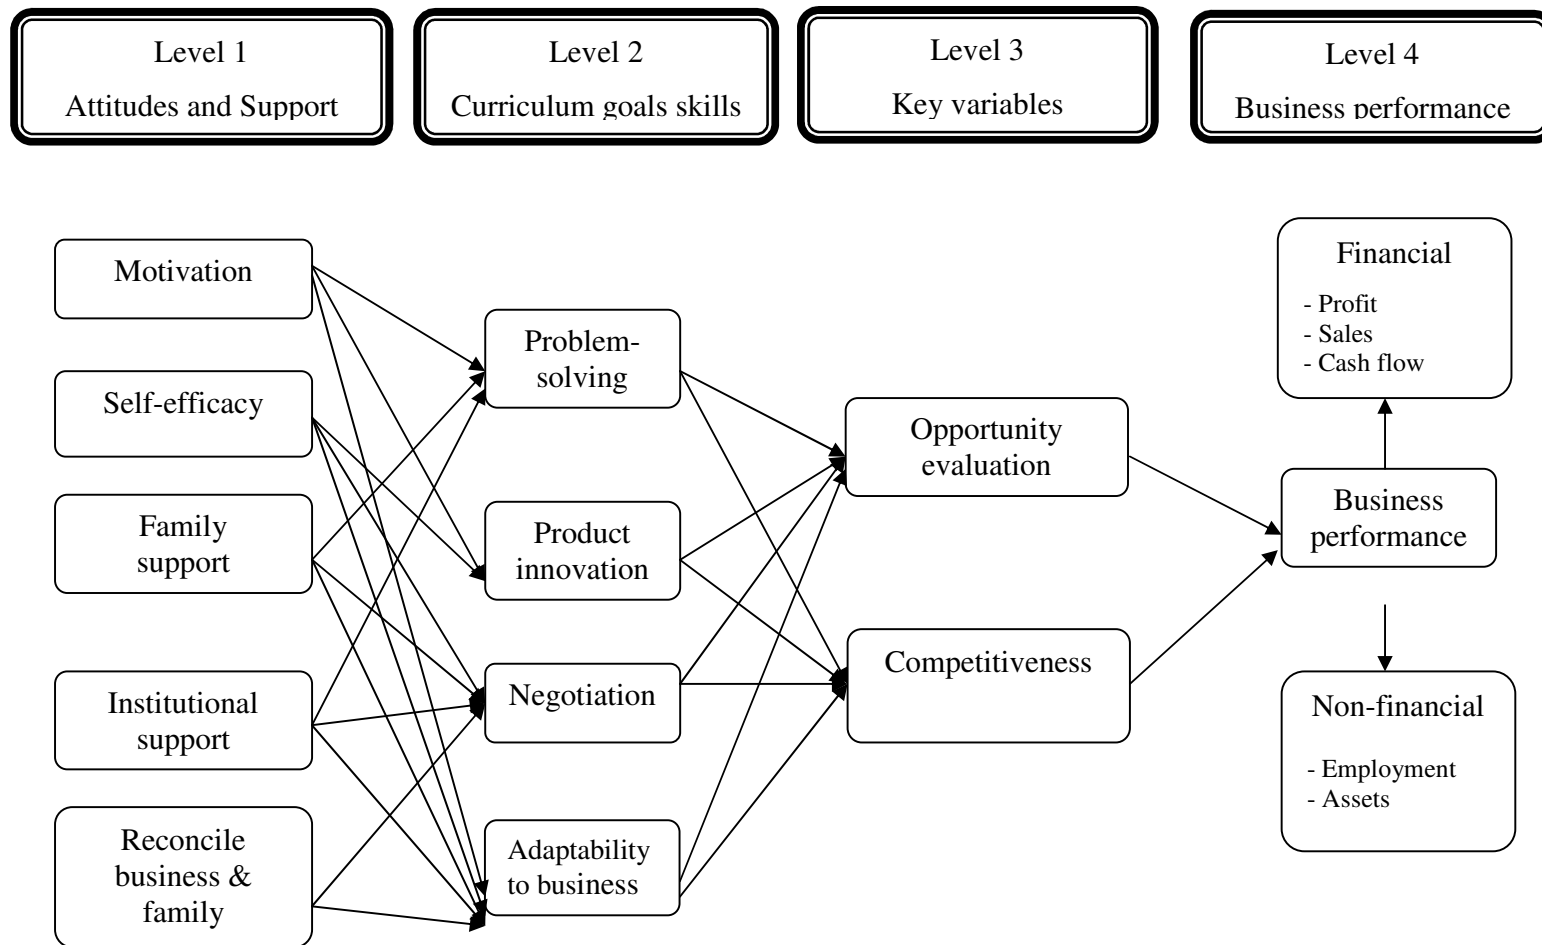 Level 1
Attitudes and Support
Level 2
Curriculum goals skills
Level 3
Key variables
Level 4
Business performance
Motivation
Self-efficacy
Family
support
Institutional
support
Reconcile
business &
family
Problem-
solving
Product
innovation
Negotiation
Adaptability
to business
Opportunity
evaluation
Competitiveness
Financial
- Profit
- Sales
- Cash flow
Business
performance
Non-financial
- Employment
- Assets